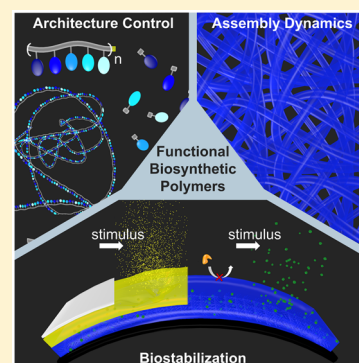 Architecture Control
Assembly Dynamics
n
Functional
Biosynthetic
Polymers
stimulus
stimulus
Biostabilization